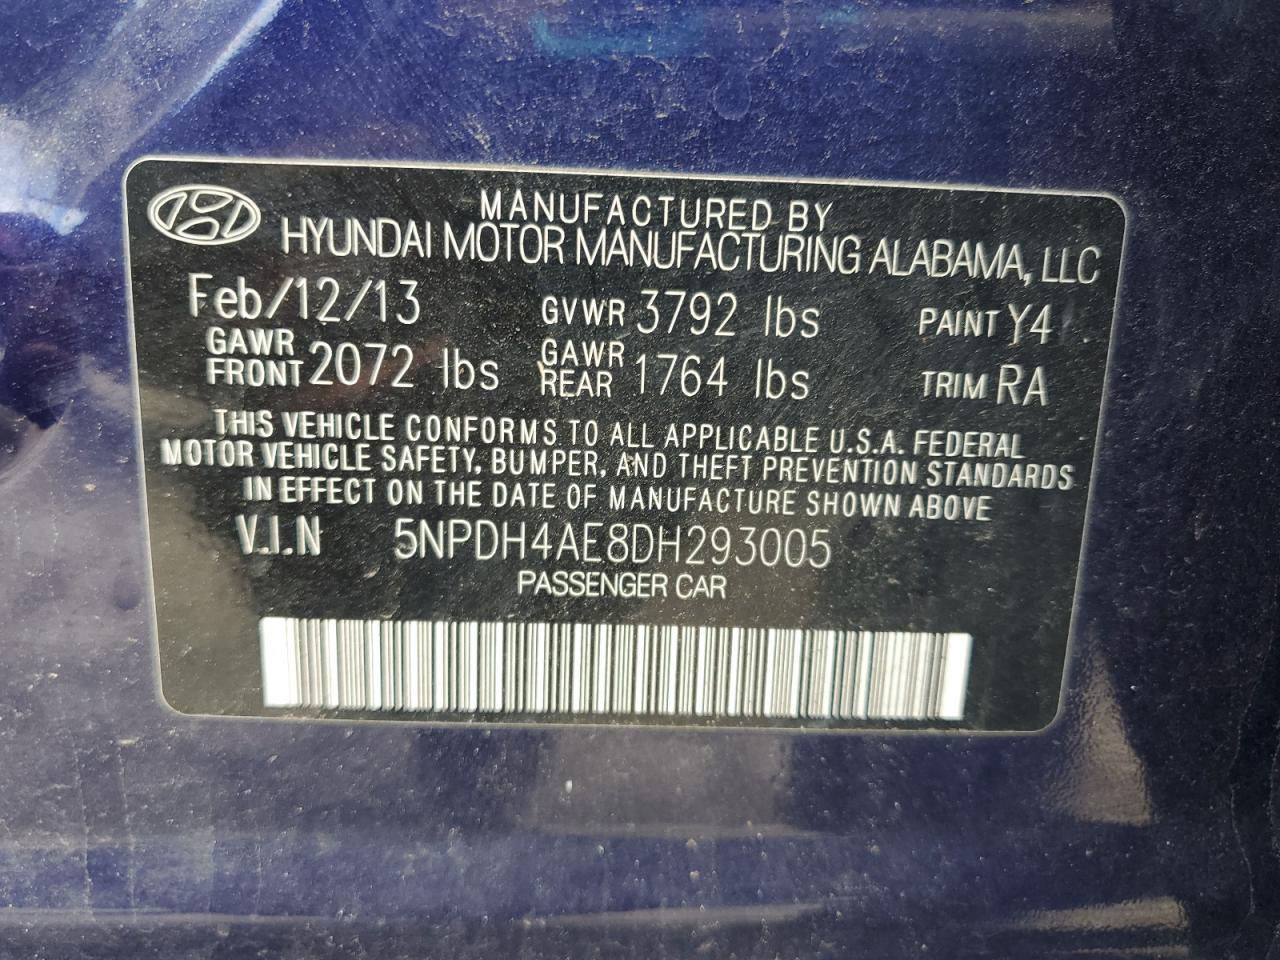 MANUFACTURED BY
HYUNDAI MOTOR MANUFACTURING ALABAMA, LLC
Feb/12/13 GVWR 3792 lbs PAINT Y4
GAWR FRONT 2072 lbs GAWR REAR 1764 lbs TRIM RA
THIS VEHICLE CONFORMS TO ALL APPLICABLE U.S.A. FEDERAL
MOTOR VEHICLE SAFETY, BUMPER, AND THEFT PREVENTION STANDARDS
IN EFFECT ON THE DATE OF MANUFACTURE SHOWN ABOVE
V.I.N 5NPDH4AE8DH293005
PASSENGER CAR